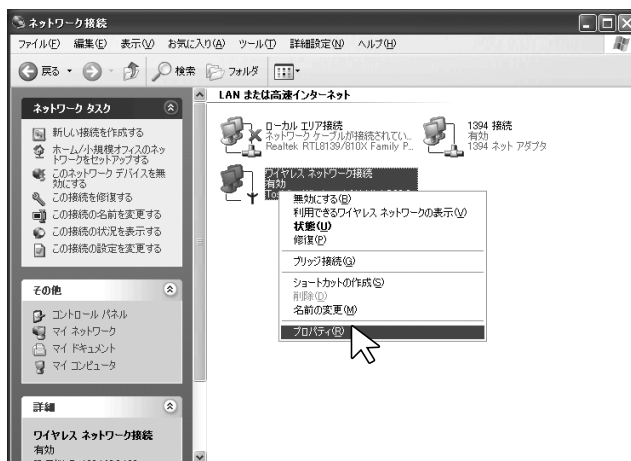 ネットワーク接続
ファイル(F) 編集(E) 表示(V) お気に入り(A) ツール(T) 詳細設定(N) ヘルプ(H)
戻る 検索 フォルダ
ネットワーク タスク
新しい接続を作成する
ホーム/小規模オフィスのネッ
トワークをセットアップする
このネットワーク デバイスを無
効にする
この接続を修復する
この接続の名前を変更する
この接続の状況を表示する
この接続の設定を変更する
その他
コントロール パネル
マイ ネットワーク
マイ ドキュメント
マイ コンピュータ
詳細
ワイヤレス ネットワーク接続
有効
LAN または高速インターネット
ローカル エリア接続
ネットワーク ケーブルが接続されてい...
Realtek RTL8139/810X Family P...
1394 接続
有効
1394 ネット アダプタ
ワイヤレス ネットワーク接続
有効
無効にする(B)
利用できるワイヤレス ネットワークの表示(V)
状態(U)
修復(P)
ブリッジ接続(G)
ショートカットの作成(S)
削除(D)
名前の変更(M)
プロパティ(R)